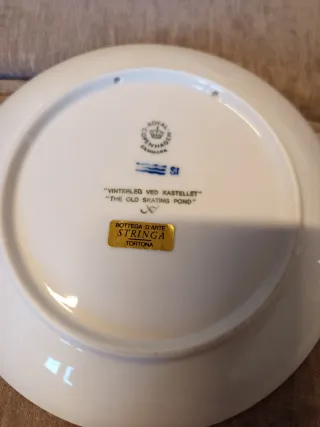 ROYAL
COPENHAGEN
DENMARK
"VINTERLEG VED KASTELLET"
"THE OLD SKATING POND"
BOTTEGA D'ARTE
STRINGA
TORTONA